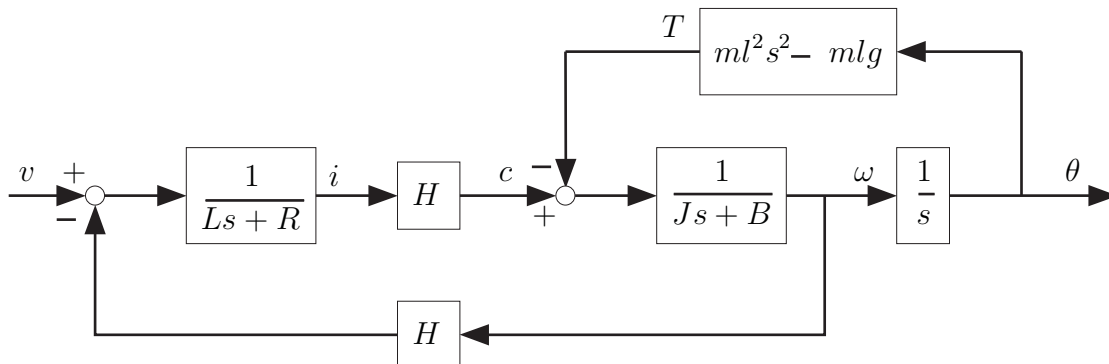 T
ml²s² − mlg
v
+
−
1
Ls + R
i
H
c
−
+
1
Js + B
ω
1
s
θ
H